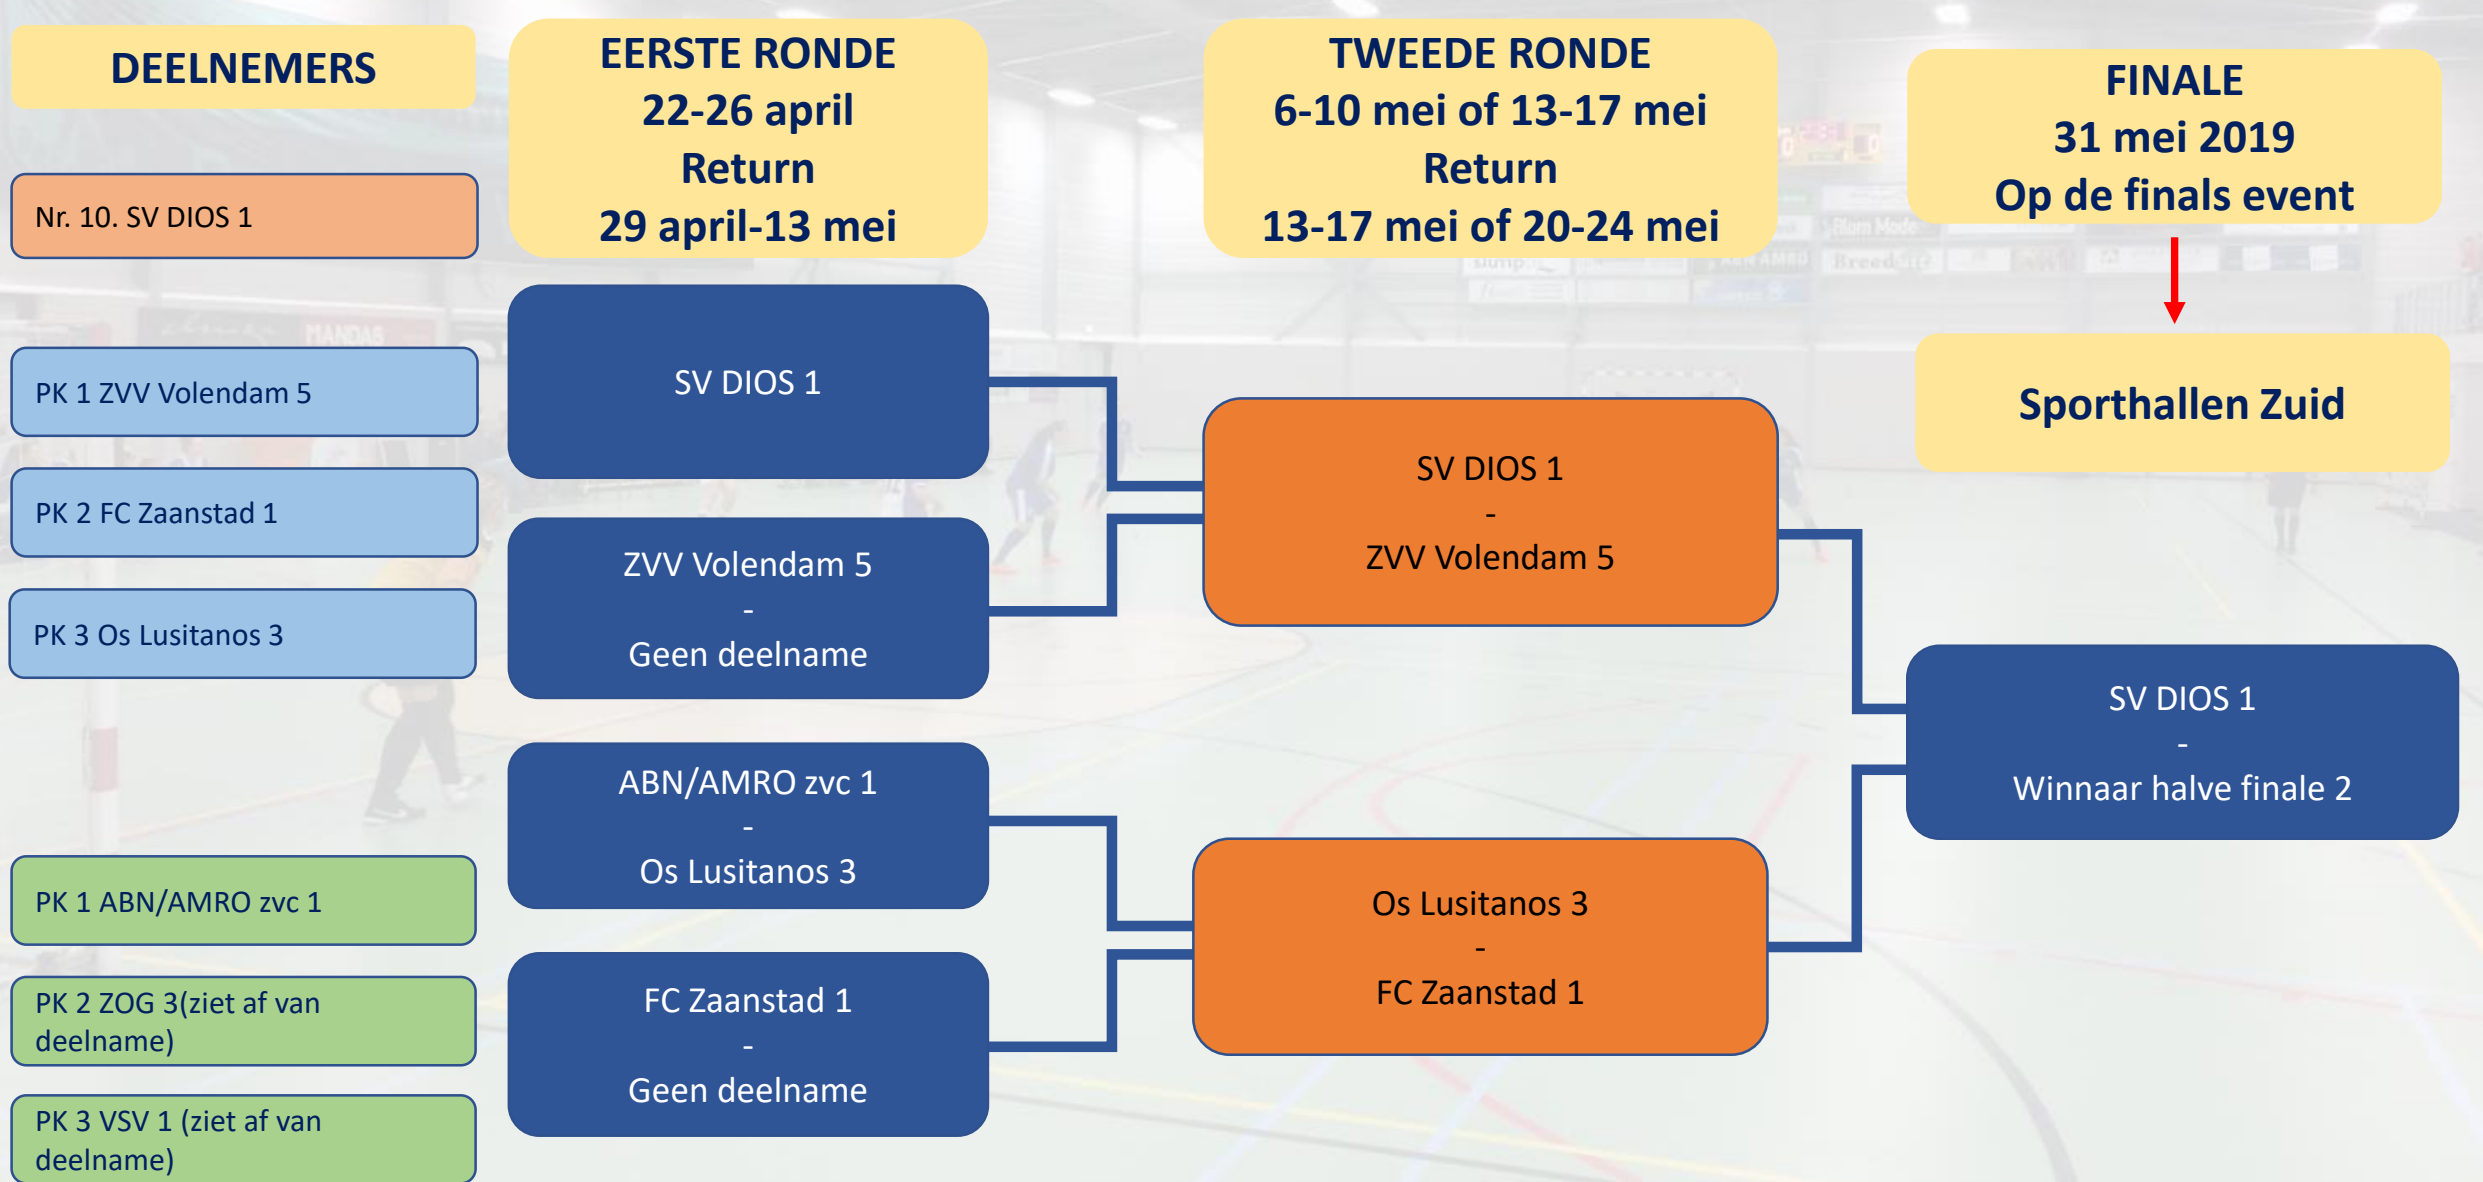 DEELNEMERS
Nr. 10. SV DIOS 1
PK 1 ZVV Volendam 5
PK 2 FC Zaanstad 1
PK 3 Os Lusitanos 3
PK 1 ABN/AMRO zvc 1
PK 2 ZOG 3(ziet af van
deelname)
PK 3 VSV 1 (ziet af van
deelname)
EERSTE RONDE
22-26 april
Return
29 april-13 mei
SV DIOS 1
ZVV Volendam 5
-
Geen deelname
ABN/AMRO zvc 1
-
Os Lusitanos 3
FC Zaanstad 1
-
Geen deelname
TWEEDE RONDE
6-10 mei of 13-17 mei
Return
13-17 mei of 20-24 mei
SV DIOS 1
-
ZVV Volendam 5
Os Lusitanos 3
-
FC Zaanstad 1
FINALE
31 mei 2019
Op de finals event
Sporthallen Zuid
SV DIOS 1
-
Winnaar halve finale 2
MANDAS
Blom Mode